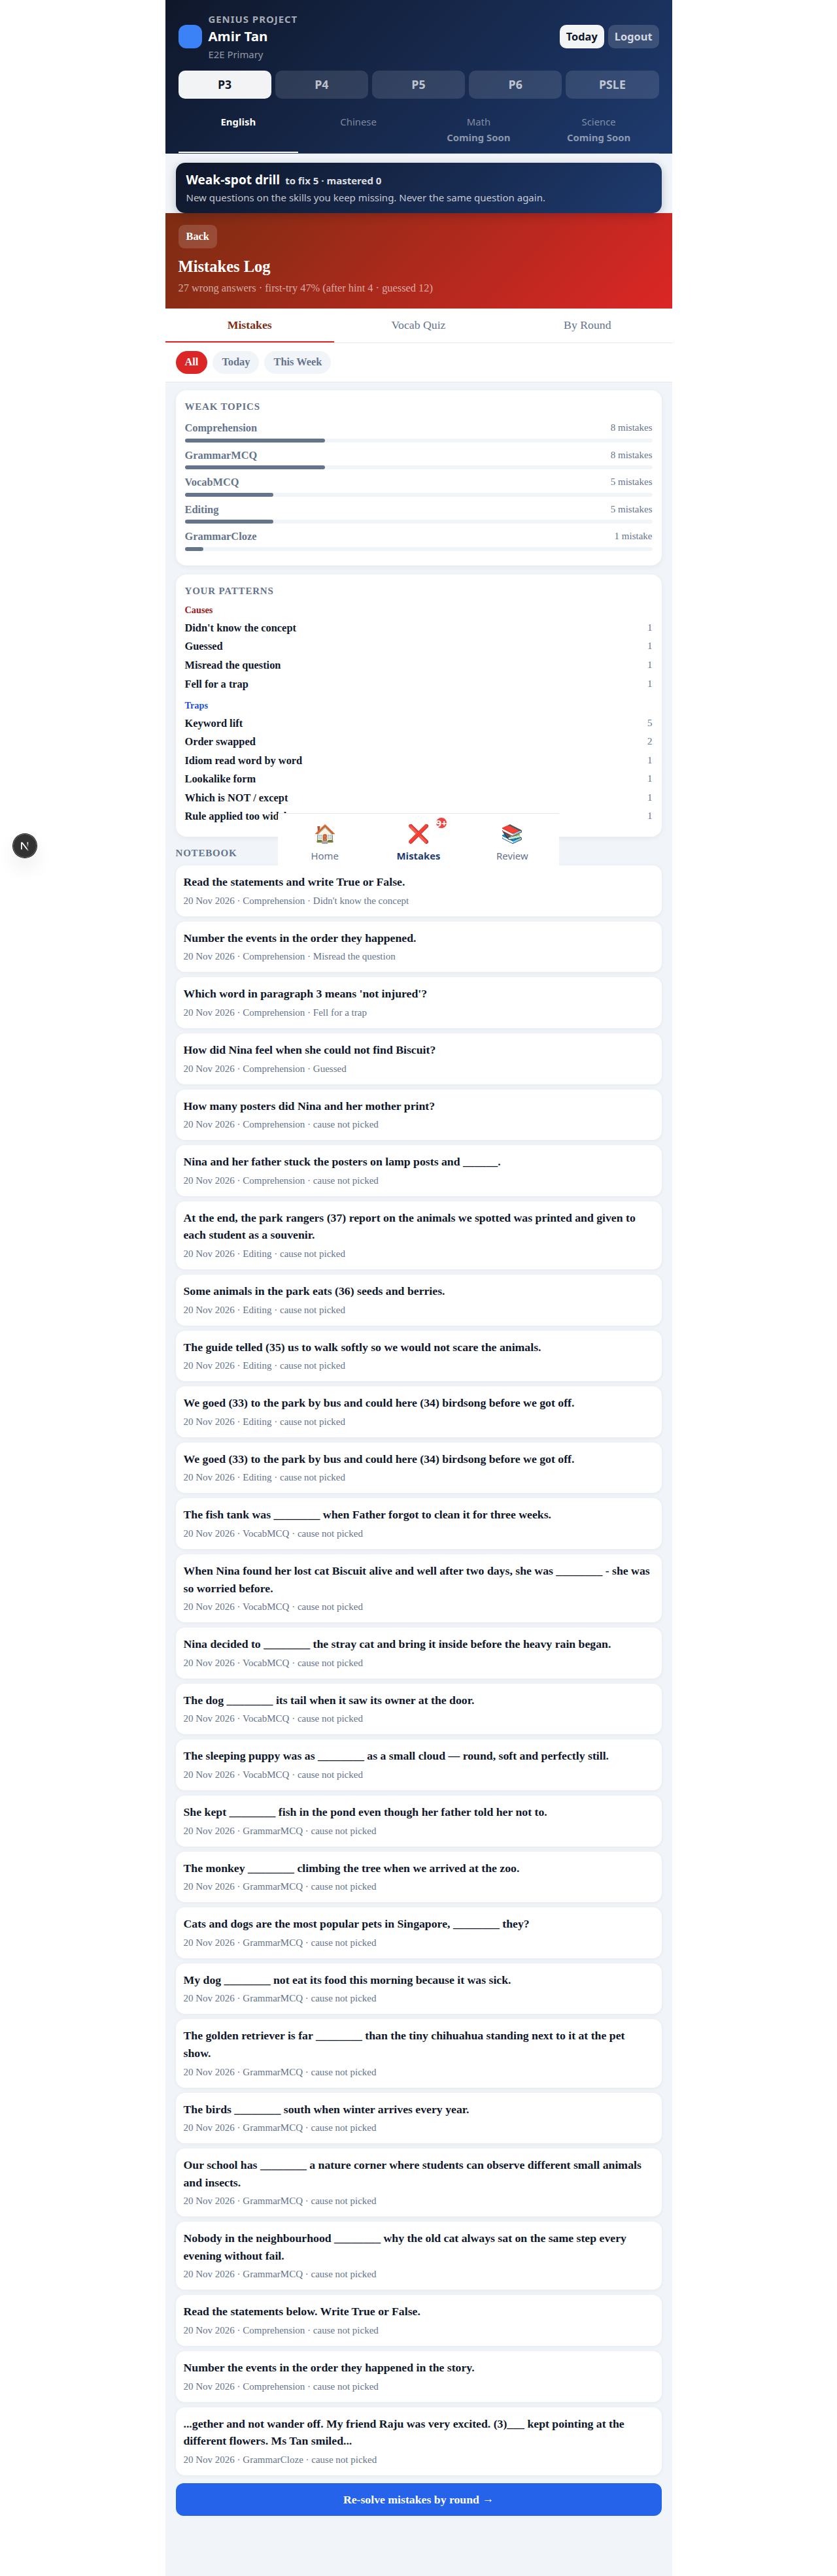 GENIUS PROJECT
Amir Tan
E2E Primary
Today
Logout
P3
P4
P5
P6
PSLE
English
Chinese
Math
Coming Soon
Science
Coming Soon
Weak-spot drill to fix 5 · mastered 0
New questions on the skills you keep missing. Never the same question again.
Back
Mistakes Log
27 wrong answers · first-try 47% (after hint 4 · guessed 12)
Mistakes
Vocab Quiz
By Round
All
Today
This Week
WEAK TOPICS
Comprehension 8 mistakes
GrammarMCQ 8 mistakes
VocabMCQ 5 mistakes
Editing 5 mistakes
GrammarCloze 1 mistake
YOUR PATTERNS
Causes
Didn't know the concept 1
Guessed 1
Misread the question 1
Fell for a trap 1
Traps
Keyword lift 5
Order swapped 2
Idiom read word by word 1
Lookalike form 1
Which is NOT / except 1
Rule applied too 1
9+
Home
Mistakes
Review
N
NOTEBOOK
Read the statements and write True or False.
20 Nov 2026 · Comprehension · Didn't know the concept
Number the events in the order they happened.
20 Nov 2026 · Comprehension · Misread the question
Which word in paragraph 3 means 'not injured'?
20 Nov 2026 · Comprehension · Fell for a trap
How did Nina feel when she could not find Biscuit?
20 Nov 2026 · Comprehension · Guessed
How many posters did Nina and her mother print?
20 Nov 2026 · Comprehension · cause not picked
Nina and her father stuck the posters on lamp posts and ______.
20 Nov 2026 · Comprehension · cause not picked
At the end, the park rangers (37) report on the animals we spotted was printed and given to
each student as a souvenir.
20 Nov 2026 · Editing · cause not picked
Some animals in the park eats (36) seeds and berries.
20 Nov 2026 · Editing · cause not picked
The guide telled (35) us to walk softly so we would not scare the animals.
20 Nov 2026 · Editing · cause not picked
We goed (33) to the park by bus and could here (34) birdsong before we got off.
20 Nov 2026 · Editing · cause not picked
We goed (33) to the park by bus and could here (34) birdsong before we got off.
20 Nov 2026 · Editing · cause not picked
The fish tank was ________ when Father forgot to clean it for three weeks.
20 Nov 2026 · VocabMCQ · cause not picked
When Nina found her lost cat Biscuit alive and well after two days, she was ________ - she was
so worried before.
20 Nov 2026 · VocabMCQ · cause not picked
Nina decided to ________ the stray cat and bring it inside before the heavy rain began.
20 Nov 2026 · VocabMCQ · cause not picked
The dog ________ its tail when it saw its owner at the door.
20 Nov 2026 · VocabMCQ · cause not picked
The sleeping puppy was as ________ as a small cloud — round, soft and perfectly still.
20 Nov 2026 · VocabMCQ · cause not picked
She kept ________ fish in the pond even though her father told her not to.
20 Nov 2026 · GrammarMCQ · cause not picked
The monkey ________ climbing the tree when we arrived at the zoo.
20 Nov 2026 · GrammarMCQ · cause not picked
Cats and dogs are the most popular pets in Singapore, ________ they?
20 Nov 2026 · GrammarMCQ · cause not picked
My dog ________ not eat its food this morning because it was sick.
20 Nov 2026 · GrammarMCQ · cause not picked
The golden retriever is far ________ than the tiny chihuahua standing next to it at the pet
show.
20 Nov 2026 · GrammarMCQ · cause not picked
The birds ________ south when winter arrives every year.
20 Nov 2026 · GrammarMCQ · cause not picked
Our school has ________ a nature corner where students can observe different small animals
and insects.
20 Nov 2026 · GrammarMCQ · cause not picked
Nobody in the neighbourhood ________ why the old cat always sat on the same step every
evening without fail.
20 Nov 2026 · GrammarMCQ · cause not picked
Read the statements below. Write True or False.
20 Nov 2026 · Comprehension · cause not picked
Number the events in the order they happened in the story.
20 Nov 2026 · Comprehension · cause not picked
...gether and not wander off. My friend Raju was very excited. (3)___ kept pointing at the
different flowers. Ms Tan smiled...
20 Nov 2026 · GrammarCloze · cause not picked
Re-solve mistakes by round →